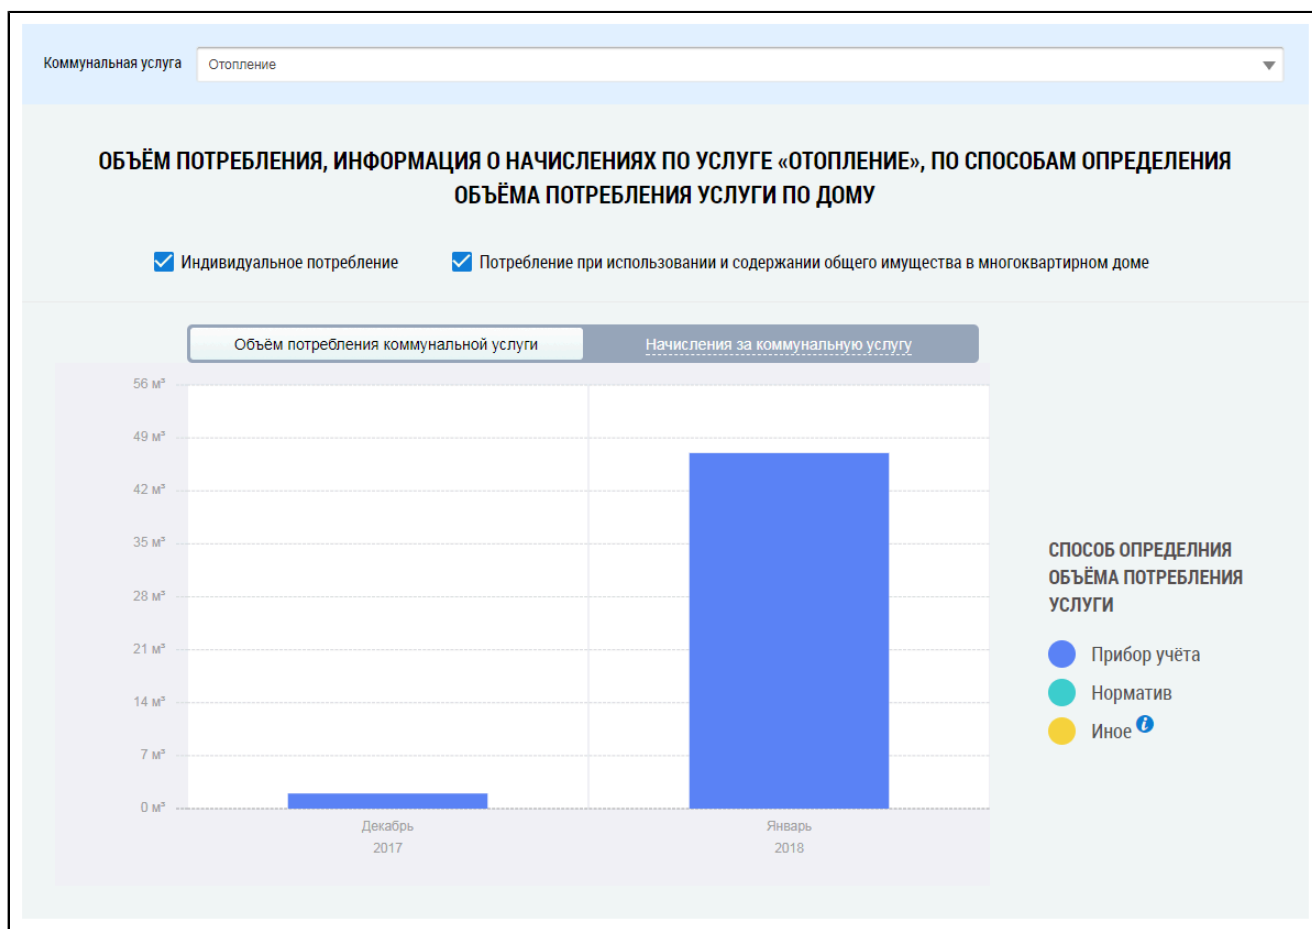 Коммунальная услуга
Отопление
ОБЪЁМ ПОТРЕБЛЕНИЯ, ИНФОРМАЦИЯ О НАЧИСЛЕНИЯХ ПО УСЛУГЕ «ОТОПЛЕНИЕ», ПО СПОСОБАМ ОПРЕДЕЛЕНИЯ
ОБЪЁМА ПОТРЕБЛЕНИЯ УСЛУГИ ПО ДОМУ
Индивидуальное потребление
Потребление при использовании и содержании общего имущества в многоквартирном доме
Объём потребления коммунальной услуги
Начисления за коммунальную услугу
56 м³
49 м³
42 м³
35 м³
28 м³
21 м³
14 м³
7 м³
0 м³
Декабрь
2017
Январь
2018
СПОСОБ ОПРЕДЕЛНИЯ
ОБЪЁМА ПОТРЕБЛЕНИЯ
УСЛУГИ
Прибор учёта
Норматив
Иное i